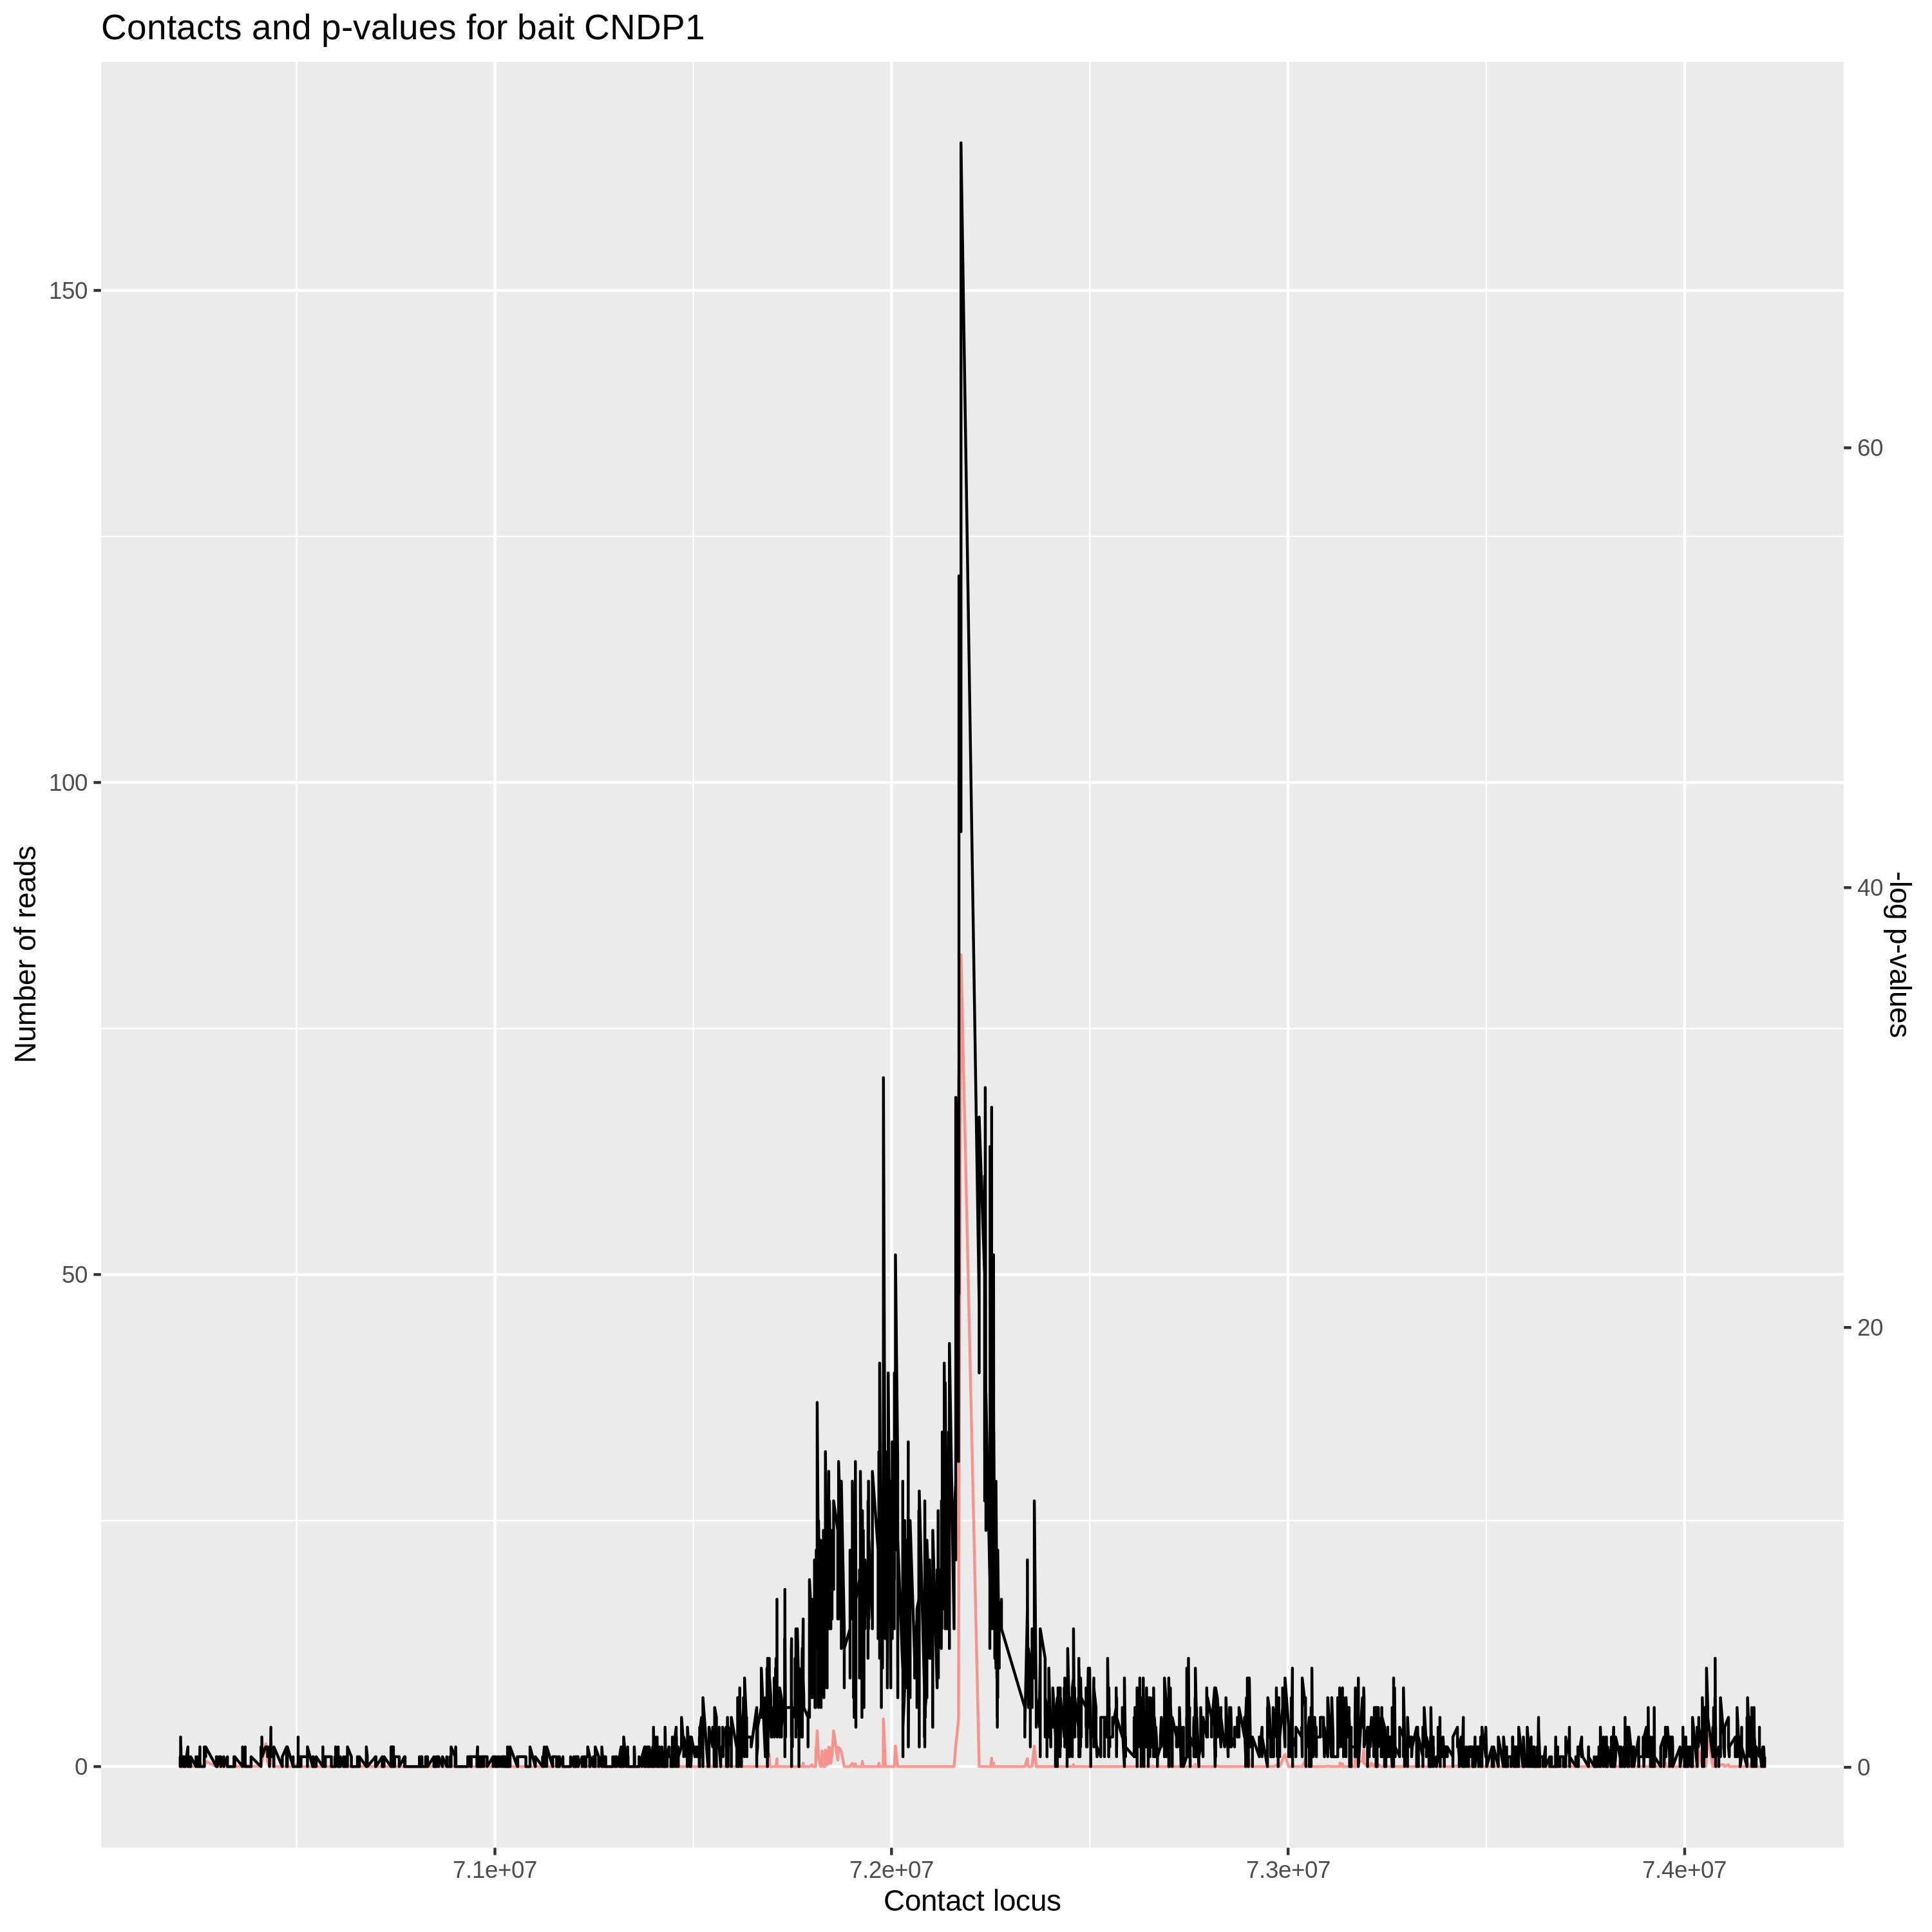 Contacts and p-values for bait CNDP1
150
100
50
0
Number of reads
60
40
20
0
-log p-values
7.1e+07 7.2e+07 7.3e+07 7.4e+07
Contact locus